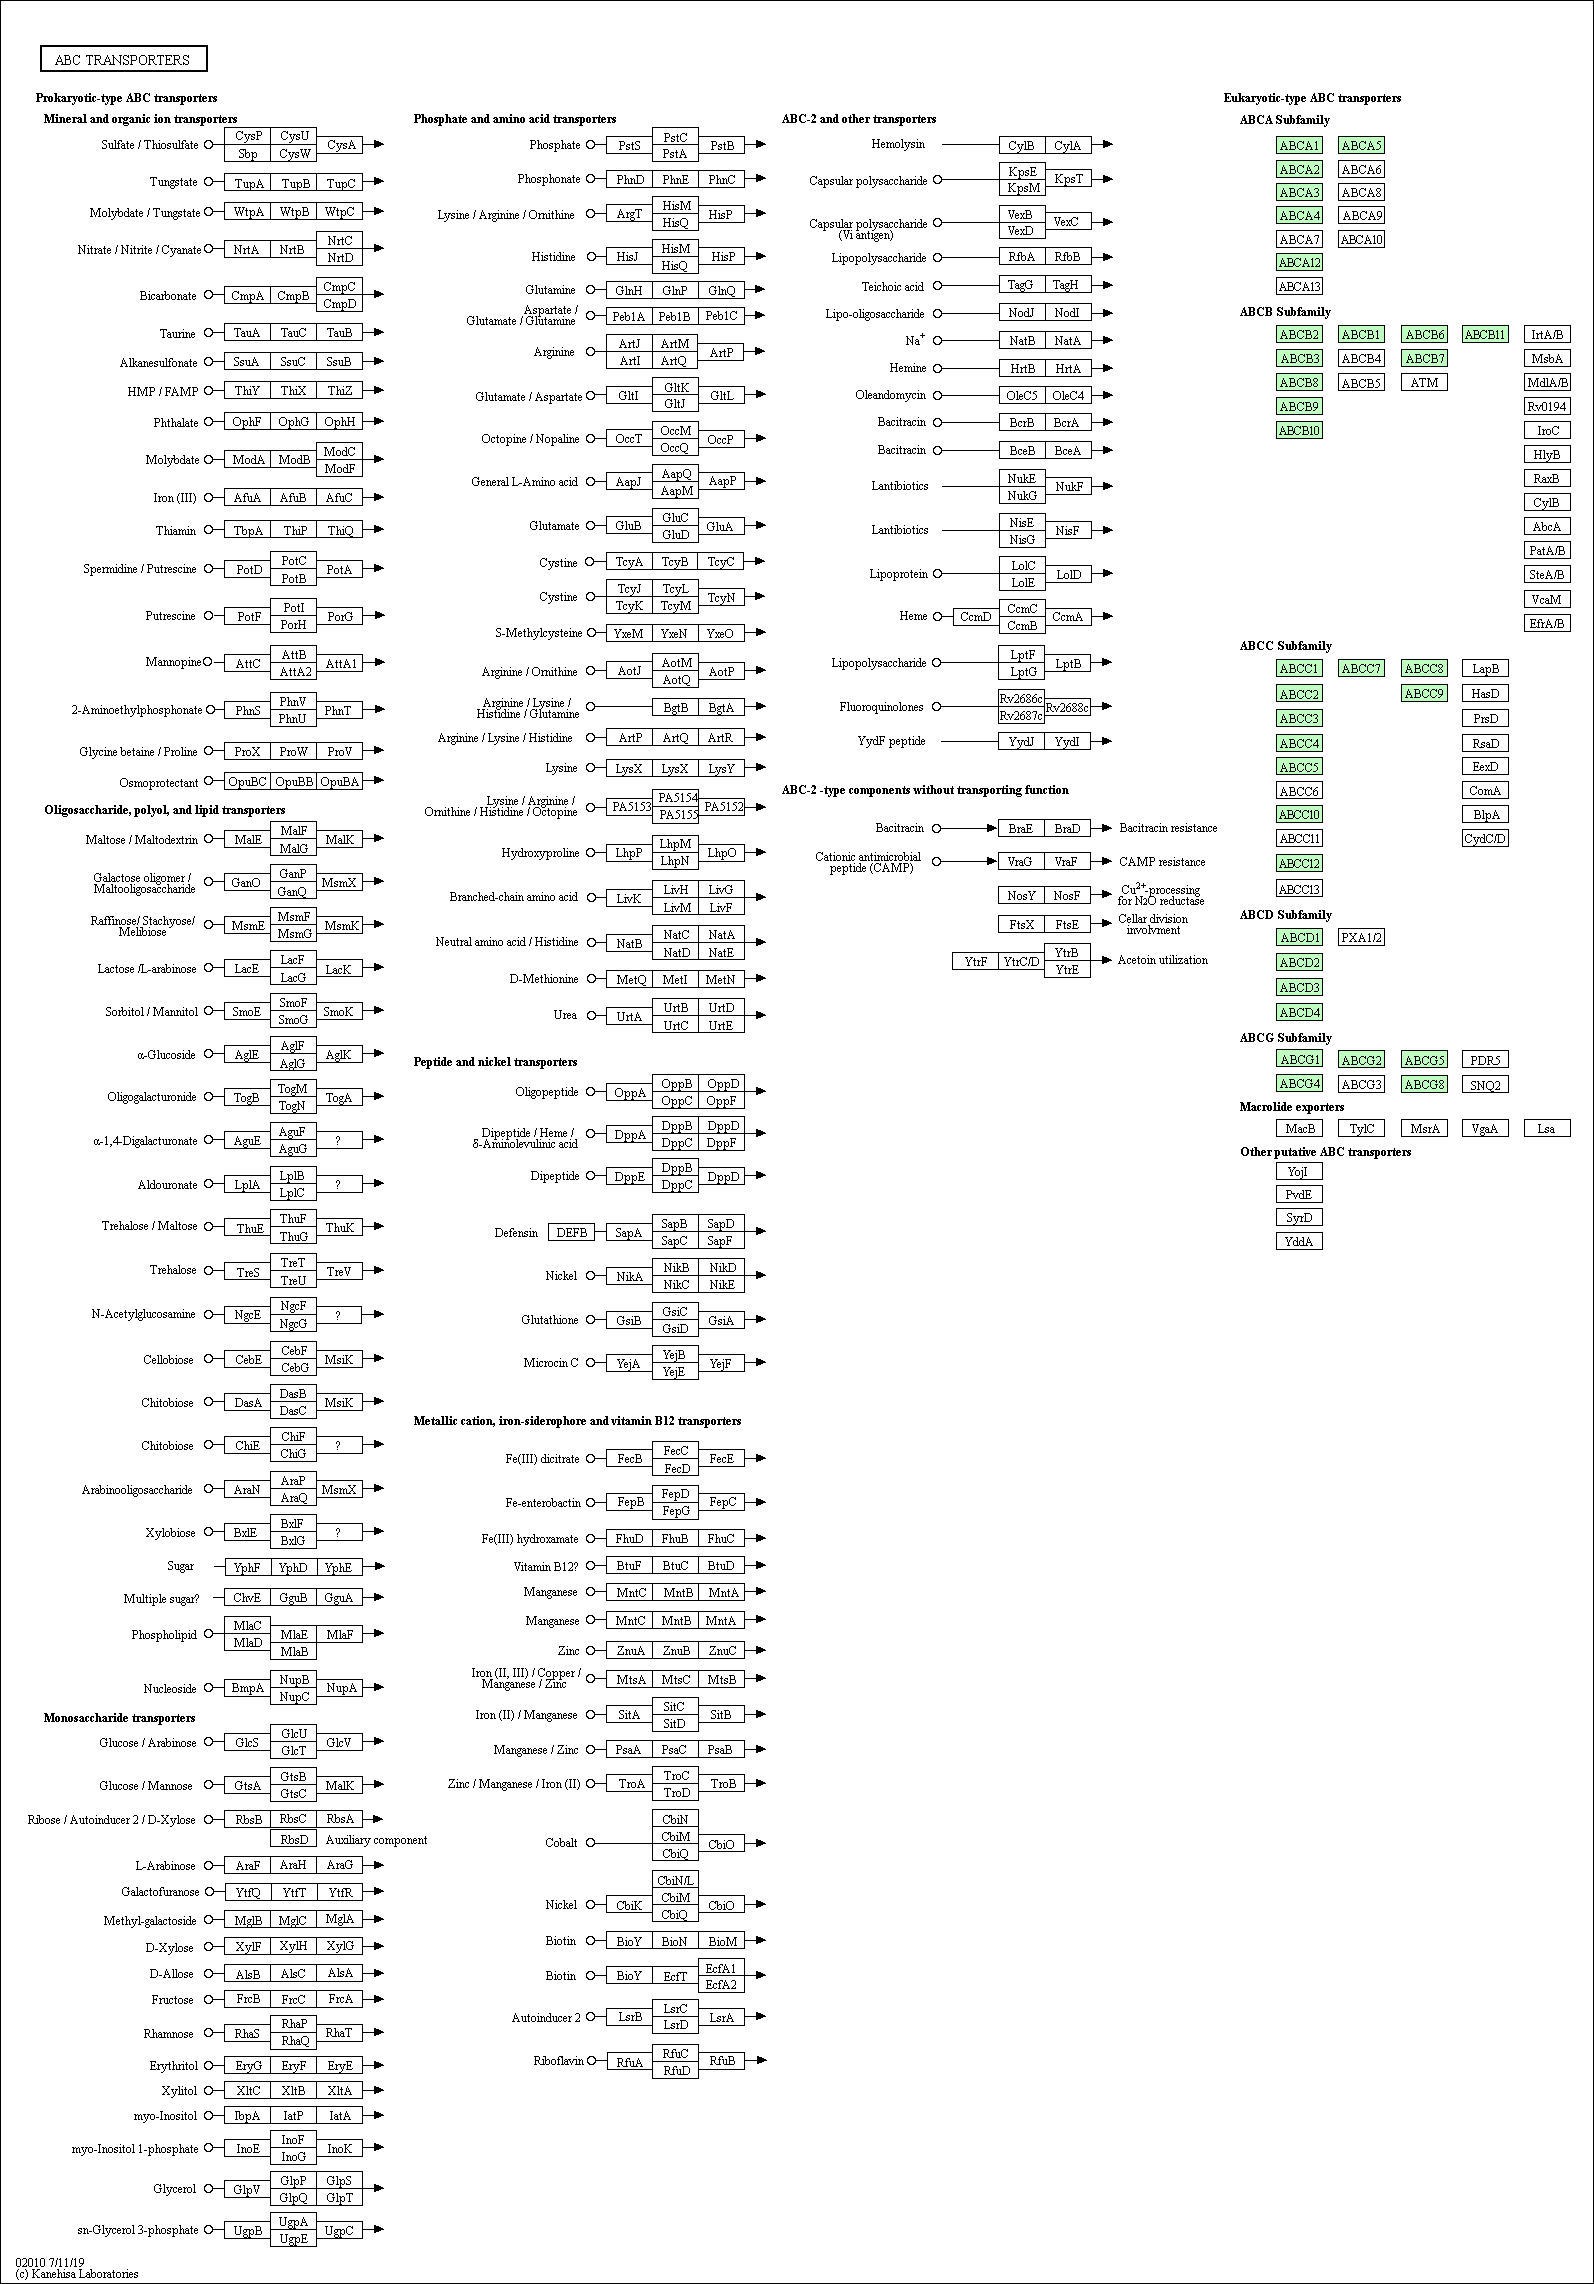 ABC TRANSPORTERS
Prokaryotic-type ABC transporters
Mineral and organic ion transporters
Sulfate / Thiosulfate CysP CysU CysA
Sbp CysW
Tungstate TupA TupB TupC
Molybdate / Tungstate WtpA WtpB WtpC
Nitrate / Nitrite / Cyanate NrtA NrtB NrtC
NrtD
Bicarbonate CmpA CmpB CmpC
CmpD
Taurine TauA TauC TauB
Alkanesulfonate SsuA SsuC SsuB
HMP / FAMP ThiY ThiX ThiZ
Phthalate OphF OphG OphH
Molybdate ModA ModB ModC
ModF
Iron (III) AfuA AfuB AfuC
Thiamin TbpA ThiP ThiQ
Spermidine / Putrescine PotD PotC PotA
PotB
Putrescine PotF PotI PorG
PorH
Mannopine AttC AttB AttA1
AttA2
2-Aminoethylphosphonate PhnS PhnV PhnT
PhnU
Glycine betaine / Proline ProX ProW ProV
Osmoprotectant OpuBC OpuBB OpuBA
Oligosaccharide, polyol, and lipid transporters
Maltose / Maltodextrin MalE MalF MalK
MalG
Galactose oligomer /
Maltooligosaccharide GanO GanP MsmX
GanQ
Raffinose/ Stachyose/
Melibiose MsmE MsmF MsmK
MsmG
Lactose /L-arabinose LacE LacF LacK
LacG
Sorbitol / Mannitol SmoE SmoF SmoK
SmoG
α-Glucoside AglE AglF AglK
AglG
Oligogalacturonide TogB TogM TogA
TogN
α-1,4-Digalacturonate AguE AguF ?
AguG
Aldouronate LplA LplB ?
LplC
Trehalose / Maltose ThuE ThuF ThuK
ThuG
Trehalose TreS TreT TreV
TreU
N-Acetylglucosamine NgcE NgcF ?
NgcG
Cellobiose CebE CebF MsiK
CebG
Chitobiose DasA DasB MsiK
DasC
Chitobiose ChiE ChiF ?
ChiG
Arabinooligosaccharide AraN AraP MsmX
AraQ
Xylobiose BxlE BxlF ?
BxlG
Sugar YphF YphD YphE
Multiple sugar? ChvE GguB GguA
Phospholipid MlaC MlaE MlaF
MlaD MlaB
Nucleoside BmpA NupB NupA
NupC
Monosaccharide transporters
Glucose / Arabinose GlcS GlcU GlcV
GlcT
Glucose / Mannose GtsA GtsB MalK
GtsC
Ribose / Autoinducer 2 / D-Xylose RbsB RbsC RbsA
RbsD Auxiliary component
L-Arabinose AraF AraH AraG
Galactofuranose YtfQ YtfT YtfR
Methyl-galactoside MglB MglC MglA
D-Xylose XylF XylH XylG
D-Allose AlsB AlsC AlsA
Fructose FrcB FrcC FrcA
Rhamnose RhaS RhaP RhaT
RhaQ
Erythritol EryG EryF EryE
Xylitol XltC XltB XltA
myo-Inositol IbpA IatP IatA
myo-Inositol 1-phosphate InoE InoF InoK
InoG
Glycerol GlpV GlpP GlpS
GlpQ GlpT
sn-Glycerol 3-phosphate UgpB UgpA UgpC
UgpE
02010 7/11/19
(c) Kanehisa Laboratories
Phosphate and amino acid transporters
Phosphate PstS PstC PstB
PstA
Phosphonate PhnD PhnE PhnC
Lysine / Arginine / Ornithine ArgT HisM HisP
HisQ
Histidine HisJ HisM HisP
HisQ
Glutamine GlnH GlnP GlnQ
Aspartate /
Glutamate / Glutamine Peb1A Peb1B Peb1C
Arginine ArtJ ArtM ArtP
ArtI ArtQ
Glutamate / Aspartate GltI GltK GltL
GltJ
Octopine / Nopaline OccT OccM OccP
OccQ
General L-Amino acid AapJ AapQ AapP
AapM
Glutamate GluB GluC GluA
GluD
Cystine TcyA TcyB TcyC
Cystine TcyJ TcyL TcyN
TcyK TcyM
S-Methylcysteine YxeM YxeN YxeO
Arginine / Ornithine AotJ AotM AotP
AotQ
Arginine / Lysine /
Histidine / Glutamine BgtB BgtA
Arginine / Lysine / Histidine ArtP ArtQ ArtR
Lysine LysX LysX LysY
Lysine / Arginine /
Ornithine / Histidine / Octopine PA5153 PA5154 PA5152
PA5155
Hydroxyproline LhpP LhpM LhpO
LhpN
Branched-chain amino acid LivK LivH LivG
LivM LivF
Neutral amino acid / Histidine NatB NatC NatA
NatD NatE
D-Methionine MetQ MetI MetN
Urea UrtA UrtB UrtD
UrtC UrtE
Peptide and nickel transporters
Oligopeptide OppA OppB OppD
OppC OppF
Dipeptide / Heme /
δ-Aminolevulinic acid DppA DppB DppD
DppC DppF
Dipeptide DppE DppB DppD
DppC
Defensin DEFB SapA SapB SapD
SapC SapF
Nickel NikA NikB NikD
NikC NikE
Glutathione GsiB GsiC GsiA
GsiD
Microcin C YejA YejB YejF
YejE
Metallic cation, iron-siderophore and vitamin B12 transporters
Fe(III) dicitrate FecB FecC FecE
FecD
Fe-enterobactin FepB FepD FepC
FepG
Fe(III) hydroxamate FhuD FhuB FhuC
Vitamin B12? BtuF BtuC BtuD
Manganese MntC MntB MntA
Manganese MntC MntB MntA
Zinc ZnuA ZnuB ZnuC
Iron (II, III) / Copper /
Manganese / Zinc MtsA MtsC MtsB
Iron (II) / Manganese SitA SitC SitB
SitD
Manganese / Zinc PsaA PsaC PsaB
Zinc / Manganese / Iron (II) TroA TroC TroB
TroD
Cobalt CbiN
CbiM CbiO
CbiQ
Nickel CbiK CbiN/L
CbiM CbiO
CbiQ
Biotin BioY BioN BioM
Biotin BioY EcfT EcfA1
EcfA2
Autoinducer 2 LsrB LsrC LsrA
LsrD
Riboflavin RfuA RfuC RfuB
RfuD
ABC-2 and other transporters
Hemolysin CylB CylA
Capsular polysaccharide KpsE KpsT
KpsM
Capsular polysaccharide
(Vi antigen) VexB VexC
VexD
Lipopolysaccharide RfbA RfbB
Teichoic acid TagG TagH
Lipo-oligosaccharide NodJ NodI
Na+ NatB NatA
Hemine HrtB HrtA
Oleandomycin OleC5 OleC4
Bacitracin BcrB BcrA
Bacitracin BceB BceA
Lantibiotics NukE NukF
NukG
Lantibiotics NisE NisF
NisG
Lipoprotein LolC LolD
LolE
Heme CcmD CcmC CcmA
CcmB
Lipopolysaccharide LptF LptB
LptG
Fluoroquinolones Rv2686c Rv2688c
Rv2687c
YydF peptide YydJ YydI
ABC-2 -type components without transporting function
Bacitracin BraE BraD Bacitracin resistance
Cationic antimicrobial
peptide (CAMP) VraG VraF CAMP resistance
NosY NosF Cu2+-processing
for N2O reductase
FtsX FtsE Cellar division
involvment
YtrF YtrC/D YtrB Acetoin utilization
YtrE
Eukaryotic-type ABC transporters
ABCA Subfamily
ABCA1 ABCA5
ABCA2 ABCA6
ABCA3 ABCA8
ABCA4 ABCA9
ABCA7 ABCA10
ABCA12
ABCA13
ABCB Subfamily
ABCB2 ABCB1 ABCB6 ABCB11 IrtA/B
ABCB3 ABCB4 ABCB7 MsbA
ABCB8 ABCB5 ATM MdlA/B
ABCB9 Rv0194
ABCB10 IroC
HlyB
RaxB
CylB
AbcA
PatA/B
SteA/B
VcaM
EfrA/B
ABCC Subfamily
ABCC1 ABCC7 ABCC8 LapB
ABCC2 ABCC9 HasD
ABCC3 PrsD
ABCC4 RsaD
ABCC5 EexD
ABCC6 ComA
ABCC10 BlpA
ABCC11 CydC/D
ABCC12
ABCC13
ABCD Subfamily
ABCD1 PXA1/2
ABCD2
ABCD3
ABCD4
ABCG Subfamily
ABCG1 ABCG2 ABCG5 PDR5
ABCG4 ABCG3 ABCG8 SNQ2
Macrolide exporters
MacB TylC MsrA VgaA Lsa
Other putative ABC transporters
YojI
PvdE
SyrD
YddA